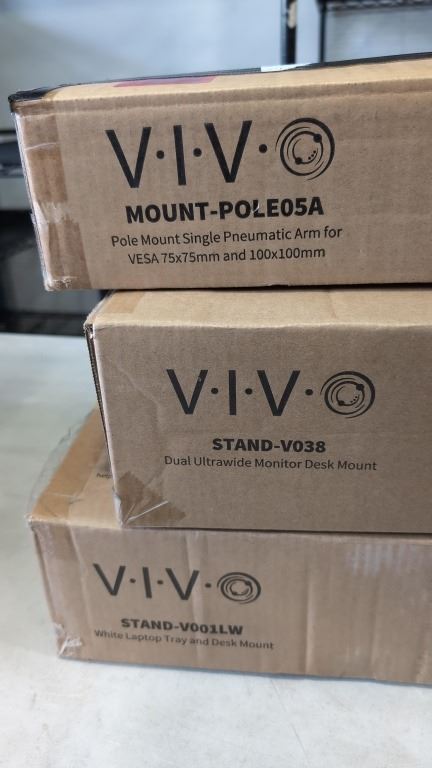 V·I·V·O
MOUNT-POLE05A
Pole Mount Single Pneumatic Arm for
VESA 75x75mm and 100x100mm
V·I·V·O
STAND-V038
Dual Ultrawide Monitor Desk Mount
V·I·V·O
STAND-V001LW
White Laptop Tray and Desk Mount